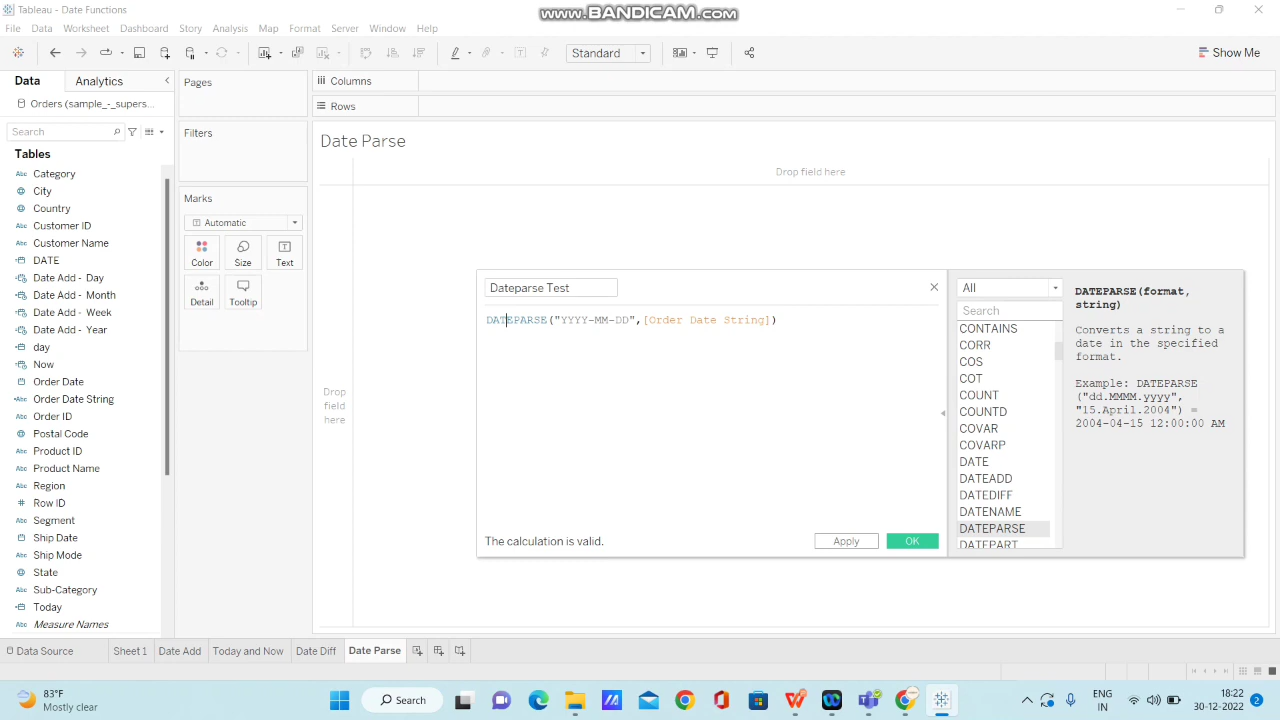 Tableau - Date Functions
www.BANDICAM.com
File Data Worksheet Dashboard Story Analysis Map Format Server Window Help
Standard
Show Me
Data Analytics
Orders (sample_-_supers...
Search
Tables
Category
City
Country
Customer ID
Customer Name
DATE
Date Add - Day
Date Add - Month
Date Add - Week
Date Add - Year
day
Now
Order Date
Order Date String
Order ID
Postal Code
Product ID
Product Name
Region
Row ID
Segment
Ship Date
Ship Mode
State
Sub-Category
Today
Measure Names
Pages
Filters
Marks
Automatic
Color Size Text
Detail Tooltip
Columns
Rows
Date Parse
Drop field here
Drop
field
here
Dateparse Test
DATEPARSE("YYYY-MM-DD",[Order Date String])
The calculation is valid.
Apply OK
All
Search
CONTAINS
CORR
COS
COT
COUNT
COUNTD
COVAR
COVARP
DATE
DATEADD
DATEDIFF
DATENAME
DATEPARSE
DATEPART
DATEPARSE(format,
string)
Converts a string to
a date in the specified
format.
Example: DATEPARSE
("dd.MMMM.yyyy",
"15.April.2004") =
2004-04-15 12:00:00 AM
Data Source Sheet 1 Date Add Today and Now Date Diff Date Parse
83°F
Mostly clear
Search
ENG
IN
18:22
30-12-2022
2